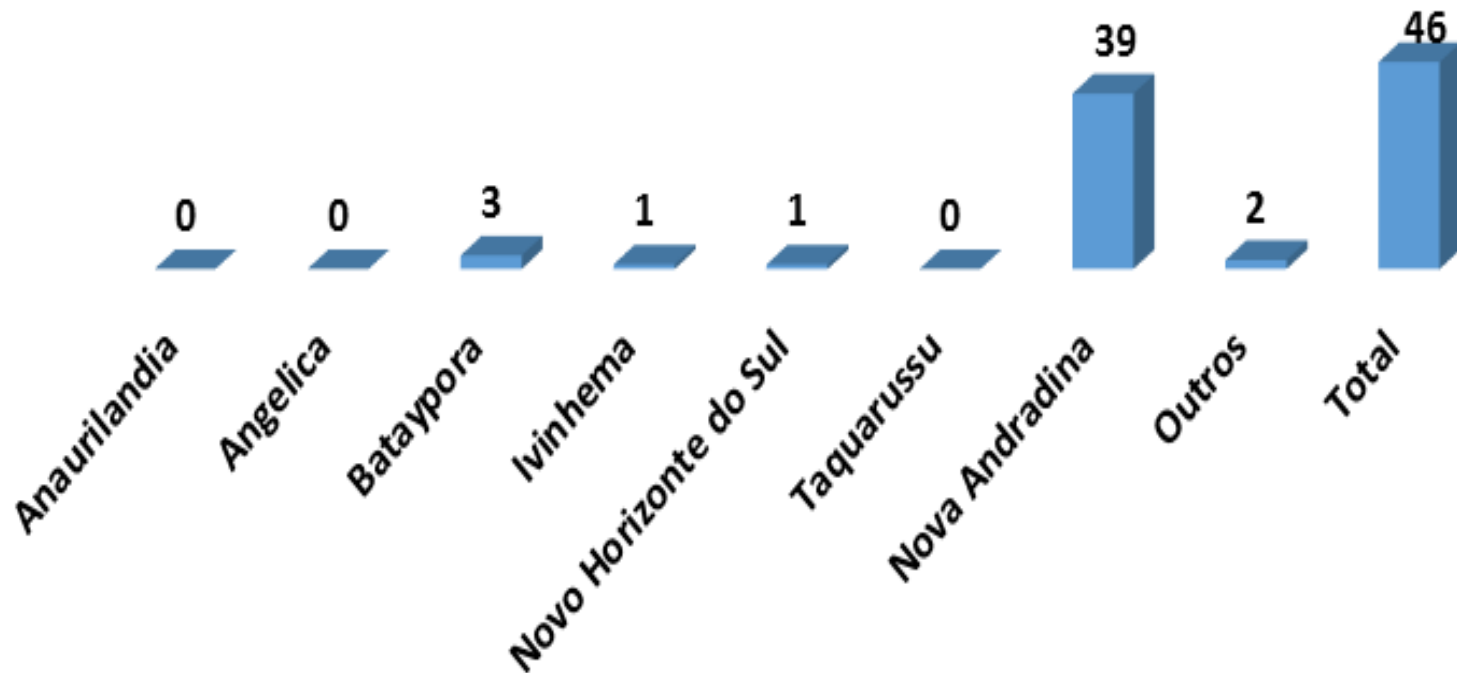 0
0
3
1
1
0
39
2
46
Anaurilandia
Angelica
Bataypora
Ivinhema
Novo Horizonte do Sul
Taquarussu
Nova Andradina
Outros
Total